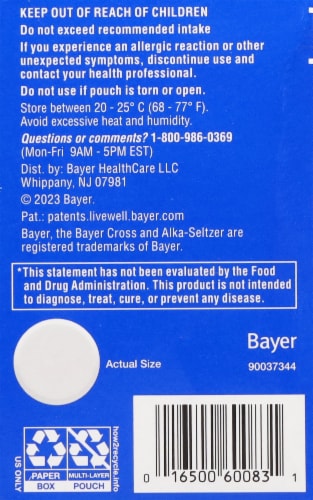 KEEP OUT OF REACH OF CHILDREN
Do not exceed recommended intake
If you experience an allergic reaction or other
unexpected symptoms, discontinue use and
contact your health professional.
Do not use if pouch is torn or open.
Store between 20 - 25° C (68 - 77° F).
Avoid excessive heat and humidity.
Questions or comments? 1-800-986-0369
(Mon-Fri 9AM - 5PM EST)
Dist. by: Bayer HealthCare LLC
Whippany, NJ 07981
© 2023 Bayer.
Pat.: patents.livewell.bayer.com
Bayer, the Bayer Cross and Alka-Seltzer are
registered trademarks of Bayer.
*This statement has not been evaluated by the Food
and Drug Administration. This product is not intended
to diagnose, treat, cure, or prevent any disease.
Actual Size
Bayer
90037344
US ONLY
PAPER
BOX
MULTI-LAYER
POUCH
how2recycle.info
0 16500 60083 1